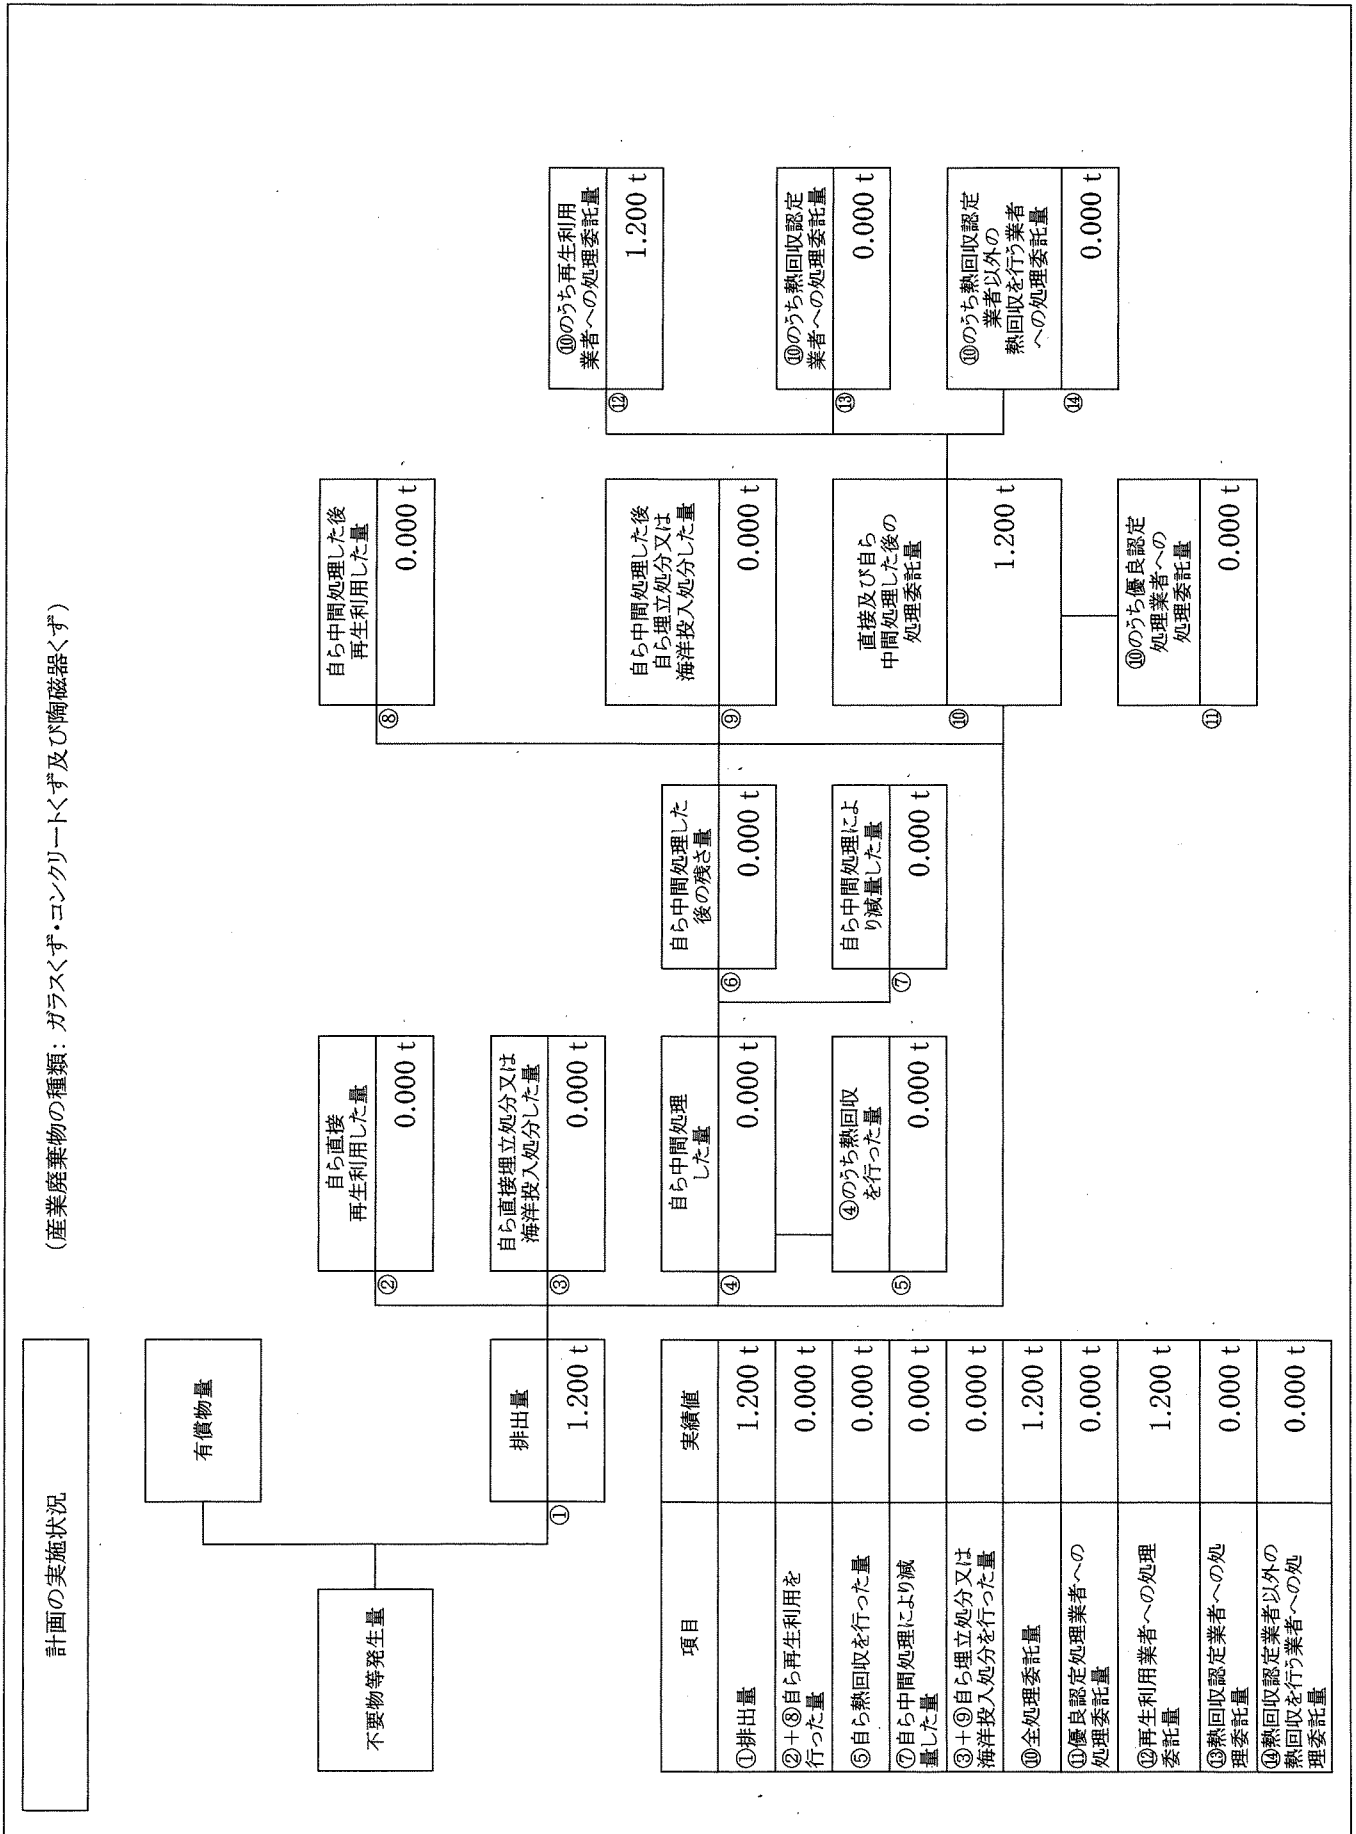 計画の実施状況
(産業廃棄物の種類: ガラスくず・コンクリートくず及び陶磁器くず)
不要物等発生量
有償物量
①
排出量
1.200 t
②
自ら直接
再生利用した量
0.000 t
③
自ら直接埋立処分又は
海洋投入処分した量
0.000 t
④
自ら中間処理
した量
0.000 t
⑤
④のうち熱回収
を行った量
0.000 t
⑥
自ら中間処理した
後の残さ量
0.000 t
⑦
自ら中間処理によ
り減量した量
0.000 t
⑧
自ら中間処理した後
再生利用した量
0.000 t
⑨
自ら中間処理した後
自ら埋立処分又は
海洋投入処分した量
0.000 t
⑩
直接及び自ら
中間処理した後の
処理委託量
1.200 t
⑪
⑩のうち優良認定
処理業者への
処理委託量
0.000 t
⑫
⑩のうち再生利用
業者への処理委託量
1.200 t
⑬
⑩のうち熱回収認定
業者への処理委託量
0.000 t
⑭
⑩のうち熱回収認定
業者以外の
熱回収を行う業者
への処理委託量
0.000 t
項目 実績値
①排出量 1.200 t
②+⑧自ら再生利用を
行った量 0.000 t
⑤自ら熱回収を行った量 0.000 t
⑦自ら中間処理により減
量した量 0.000 t
③+⑨自ら埋立処分又は
海洋投入処分を行った量 0.000 t
⑩全処理委託量 1.200 t
⑪優良認定処理業者への
処理委託量 0.000 t
⑫再生利用業者への処理
委託量 1.200 t
⑬熱回収認定業者への処
理委託量 0.000 t
⑭熱回収認定業者以外の
熱回収を行う業者への処
理委託量 0.000 t